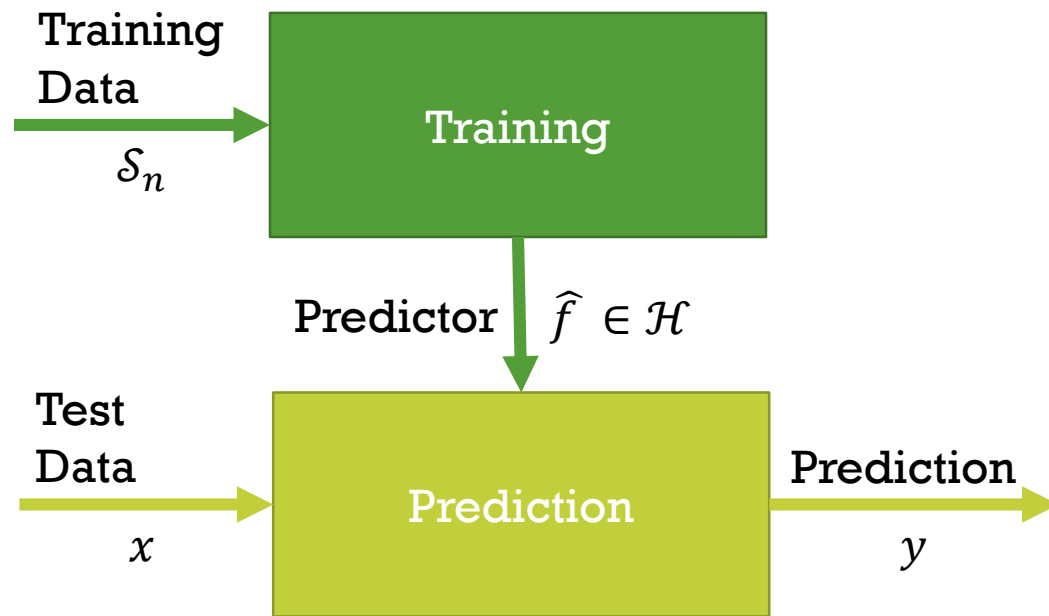 Training
Data
𝒮ₙ
Training
Predictor f̂ ∈ ℋ
Test
Data
x
Prediction
Prediction
y